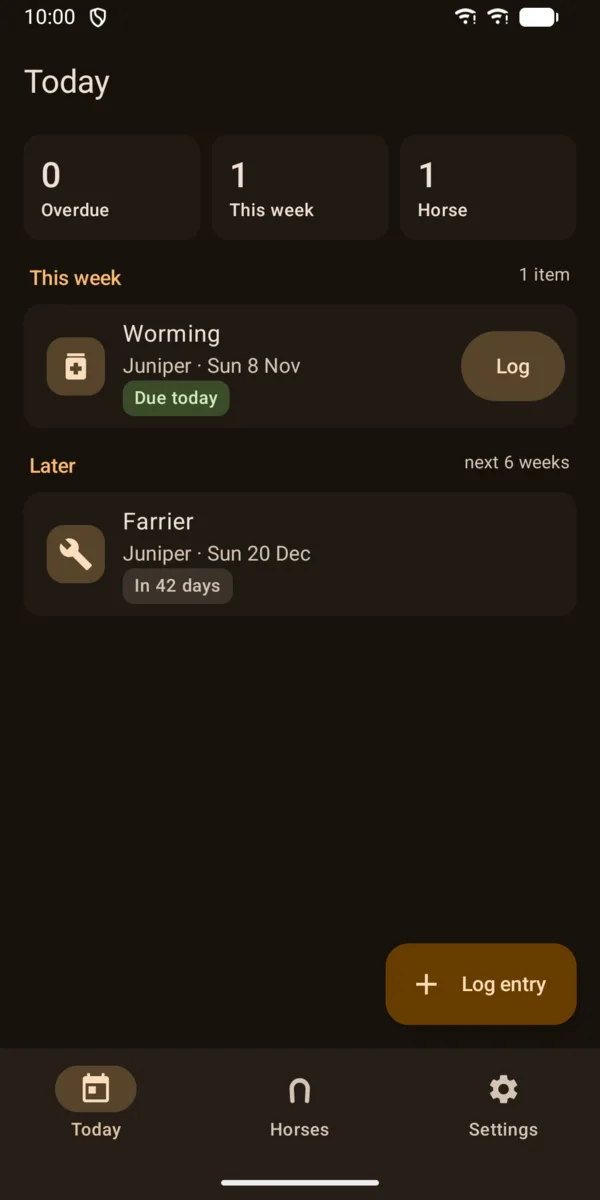 10:00
Today
0
Overdue
1
This week
1
Horse
This week
1 item
Worming
Juniper · Sun 8 Nov
Due today
Log
Later
next 6 weeks
Farrier
Juniper · Sun 20 Dec
In 42 days
Log entry
Today
Horses
Settings